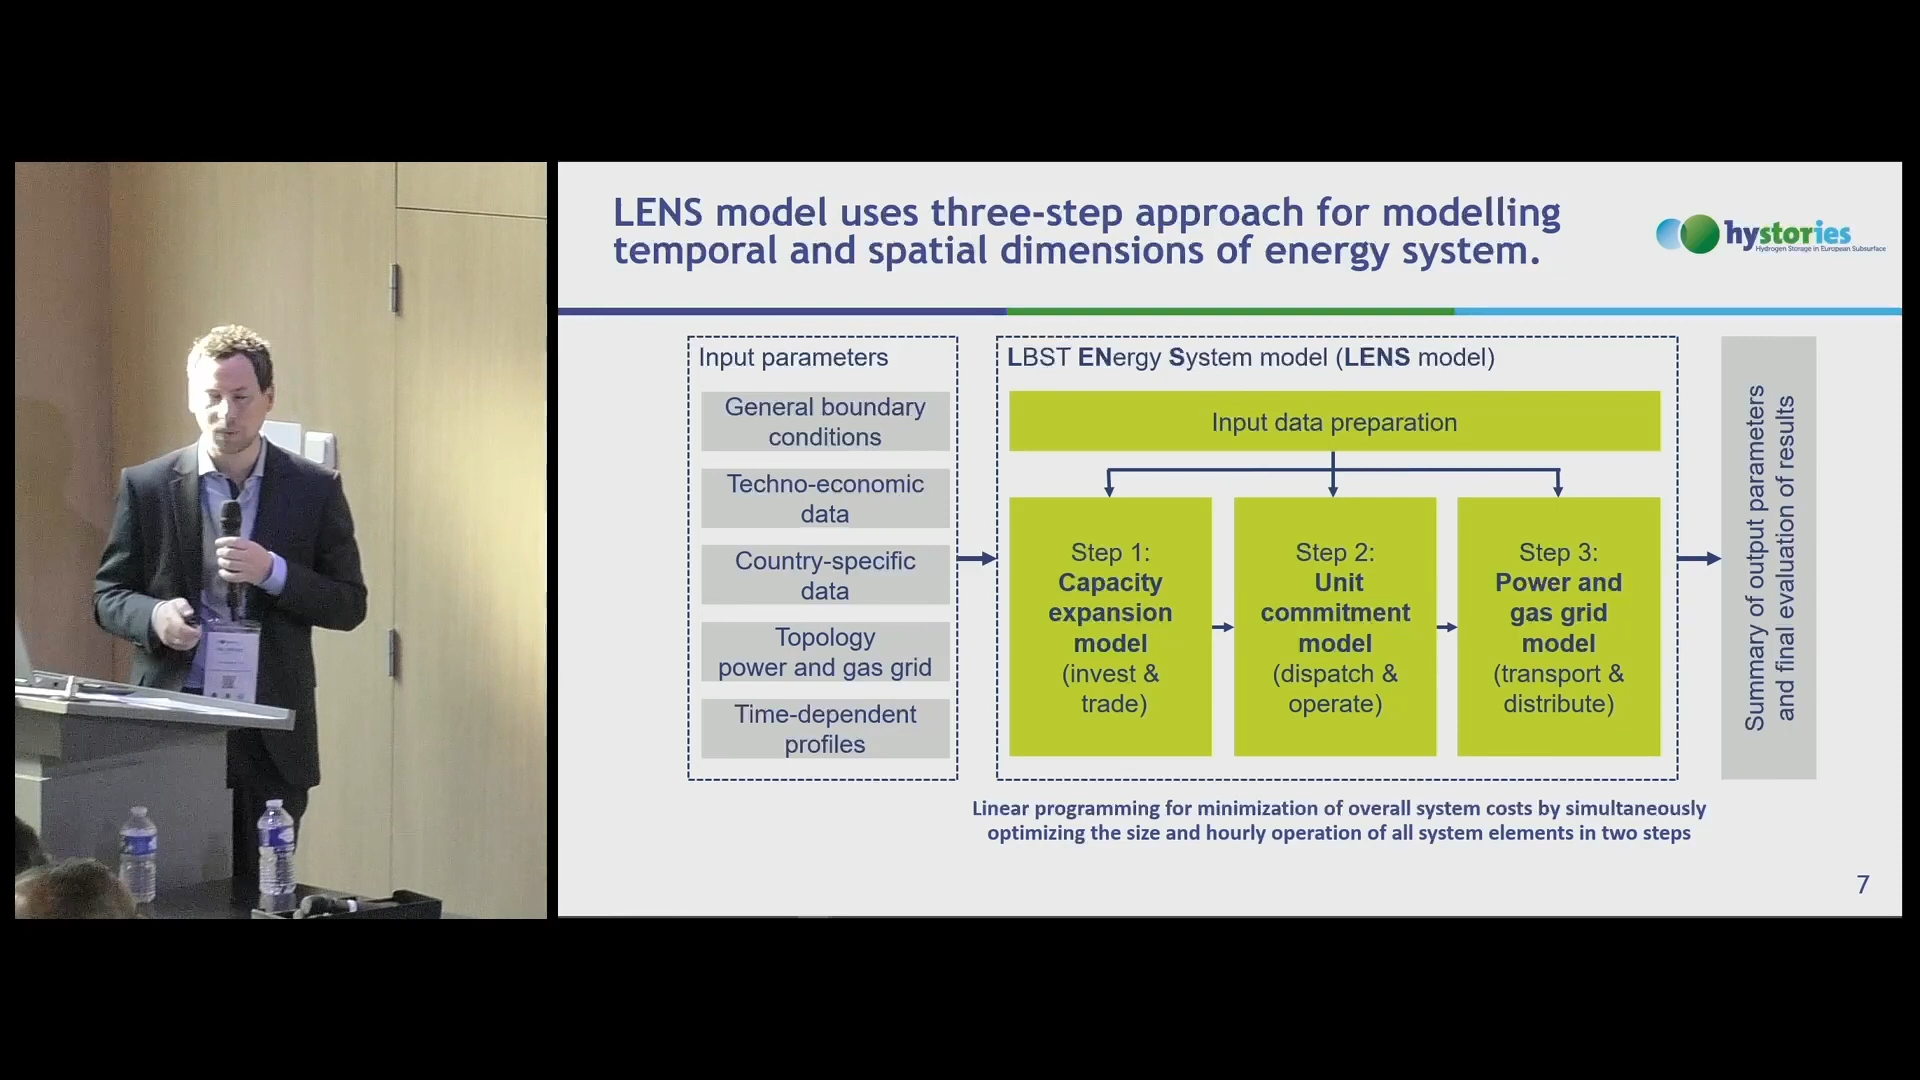 LENS model uses three-step approach for modelling
temporal and spatial dimensions of energy system.
hystories
Hydrogen Storage in European Subsurface
Input parameters
General boundary
conditions
Techno-economic
data
Country-specific
data
Topology
power and gas grid
Time-dependent
profiles
LBST ENergy System model (LENS model)
Input data preparation
Step 1:
Capacity
expansion
model
(invest &
trade)
Step 2:
Unit
commitment
model
(dispatch &
operate)
Step 3:
Power and
gas grid
model
(transport &
distribute)
Summary of output parameters
and final evaluation of results
Linear programming for minimization of overall system costs by simultaneously
optimizing the size and hourly operation of all system elements in two steps
7